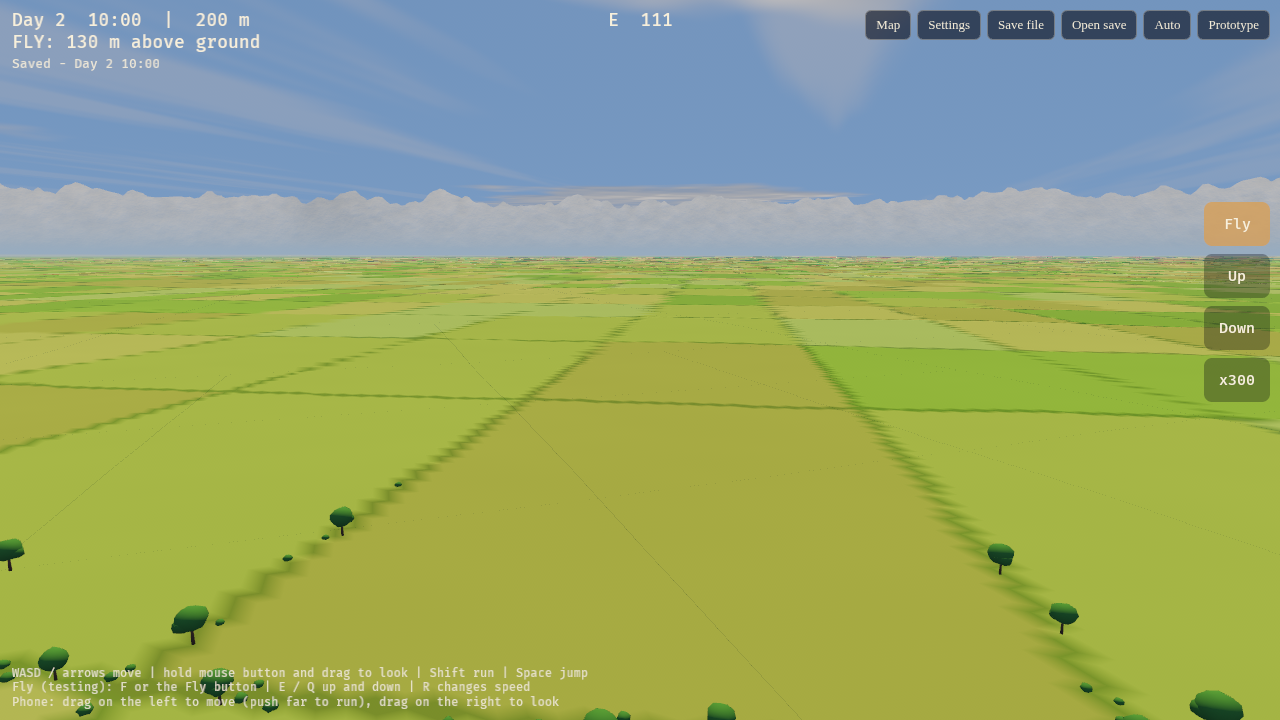 Day 2  10:00  |  200 m
FLY: 130 m above ground
Saved - Day 2 10:00
E  111
Map
Settings
Save file
Open save
Auto
Prototype
Fly
Up
Down
x300
WASD / arrows move | hold mouse button and drag to look | Shift run | Space jump
Fly (testing): F or the Fly button | E / Q up and down | R changes speed
Phone: drag on the left to move (push far to run), drag on the right to look